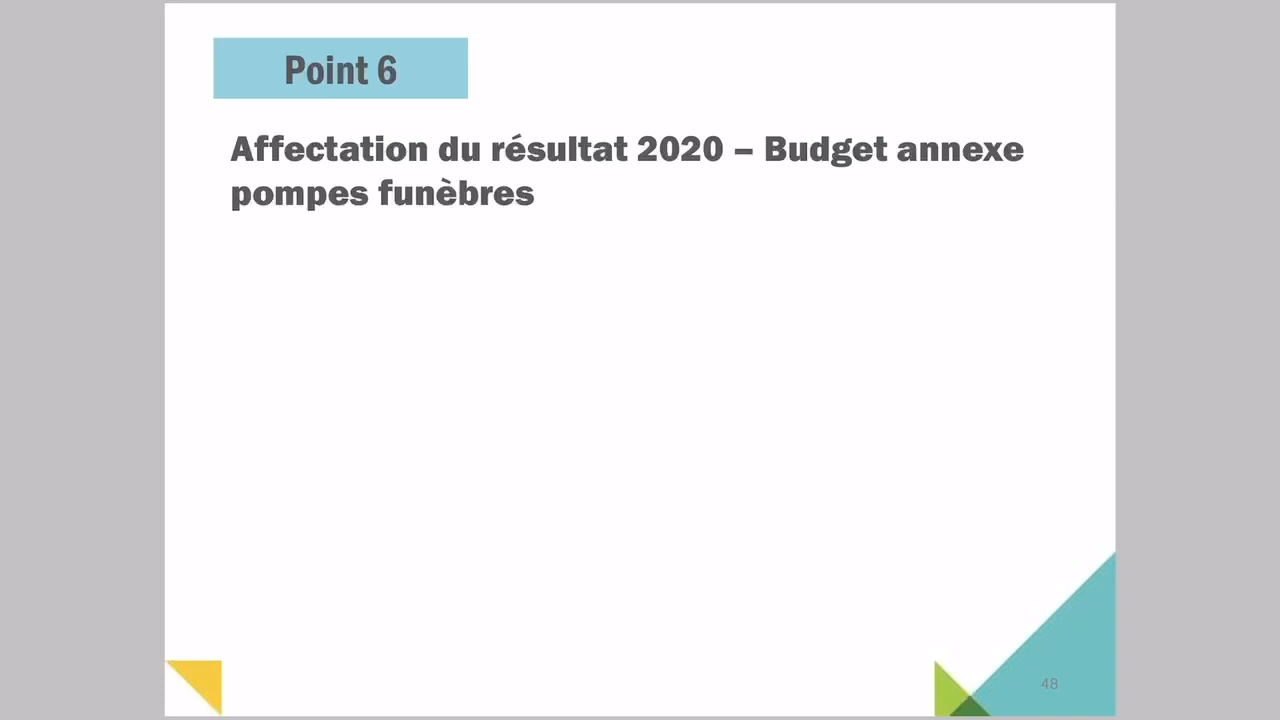 Point 6
Affectation du résultat 2020 – Budget annexe
pompes funèbres
48